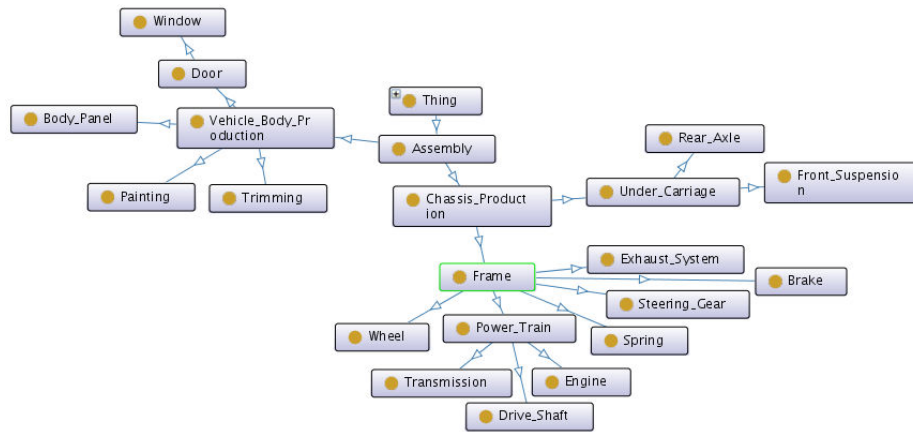 Window
Door
Thing
Body_Panel
Vehicle_Body_Pr
oduction
Assembly
Rear_Axle
Painting
Trimming
Chassis_Product
ion
Under_Carriage
Front_Suspensio
n
Frame
Exhaust_System
Brake
Steering_Gear
Wheel
Power_Train
Spring
Transmission
Engine
Drive_Shaft